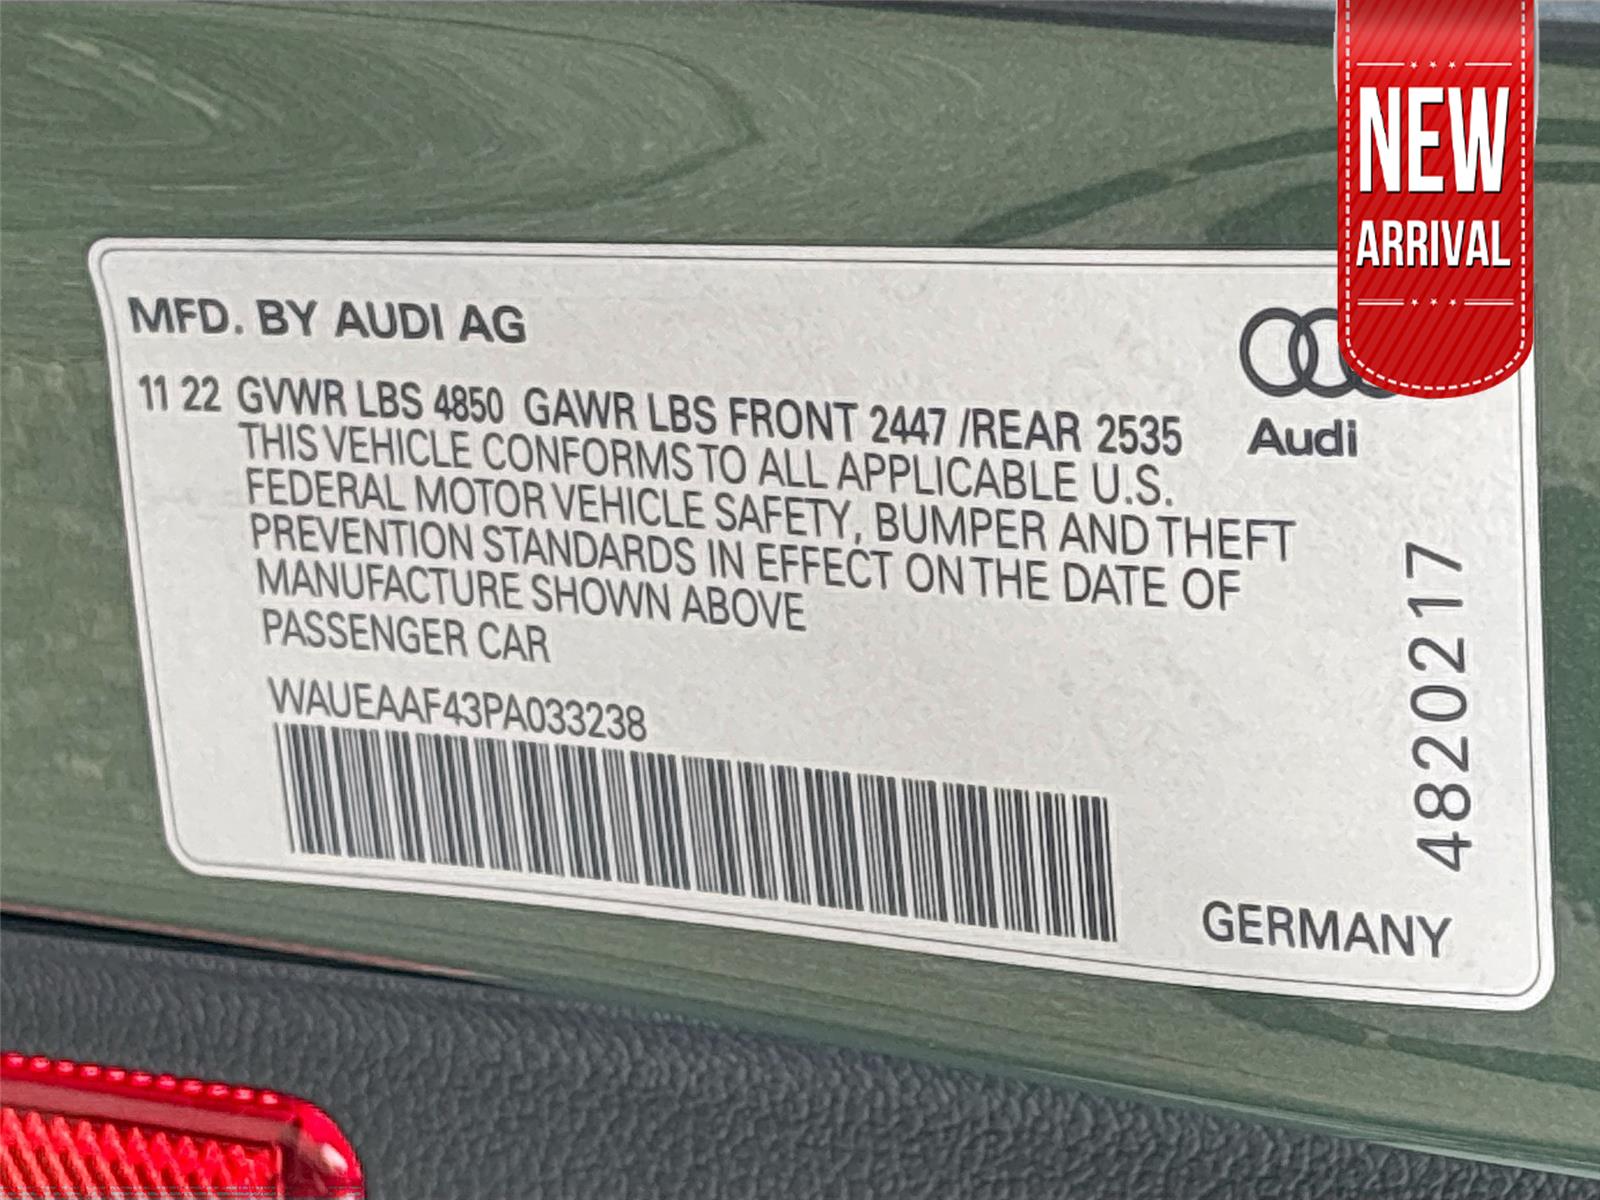 NEW
ARRIVAL
MFD. BY AUDI AG
11 22 GVWR LBS 4850 GAWR LBS FRONT 2447 /REAR 2535
Audi
THIS VEHICLE CONFORMS TO ALL APPLICABLE U.S.
FEDERAL MOTOR VEHICLE SAFETY, BUMPER AND THEFT
PREVENTION STANDARDS IN EFFECT ON THE DATE OF
MANUFACTURE SHOWN ABOVE
PASSENGER CAR
WAUEAAF43PA033238
4820217
GERMANY